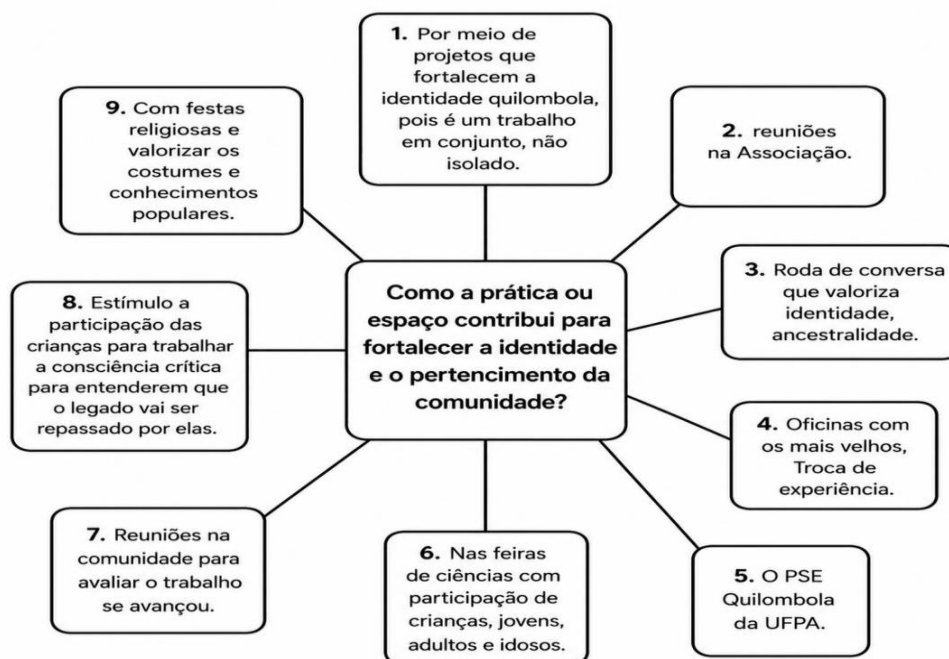 1. Por meio de
projetos que
fortalecem a
identidade quilombola,
pois é um trabalho
em conjunto, não
isolado.
2. reuniões
na Associação.
3. Roda de conversa
que valoriza
identidade,
ancestralidade.
4. Oficinas com
os mais velhos,
Troca de
experiência.
5. O PSE
Quilombola
da UFPA.
6. Nas feiras
de ciências com
participação de
crianças, jovens,
adultos e idosos.
7. Reuniões na
comunidade para
avaliar o trabalho
se avançou.
8. Estímulo a
participação das
crianças para trabalhar
a consciência crítica
para entenderem que
o legado vai ser
repassado por elas.
9. Com festas
religiosas e
valorizar os
costumes e
conhecimentos
populares.
Como a prática ou
espaço contribui para
fortalecer a identidade
e o pertencimento da
comunidade?